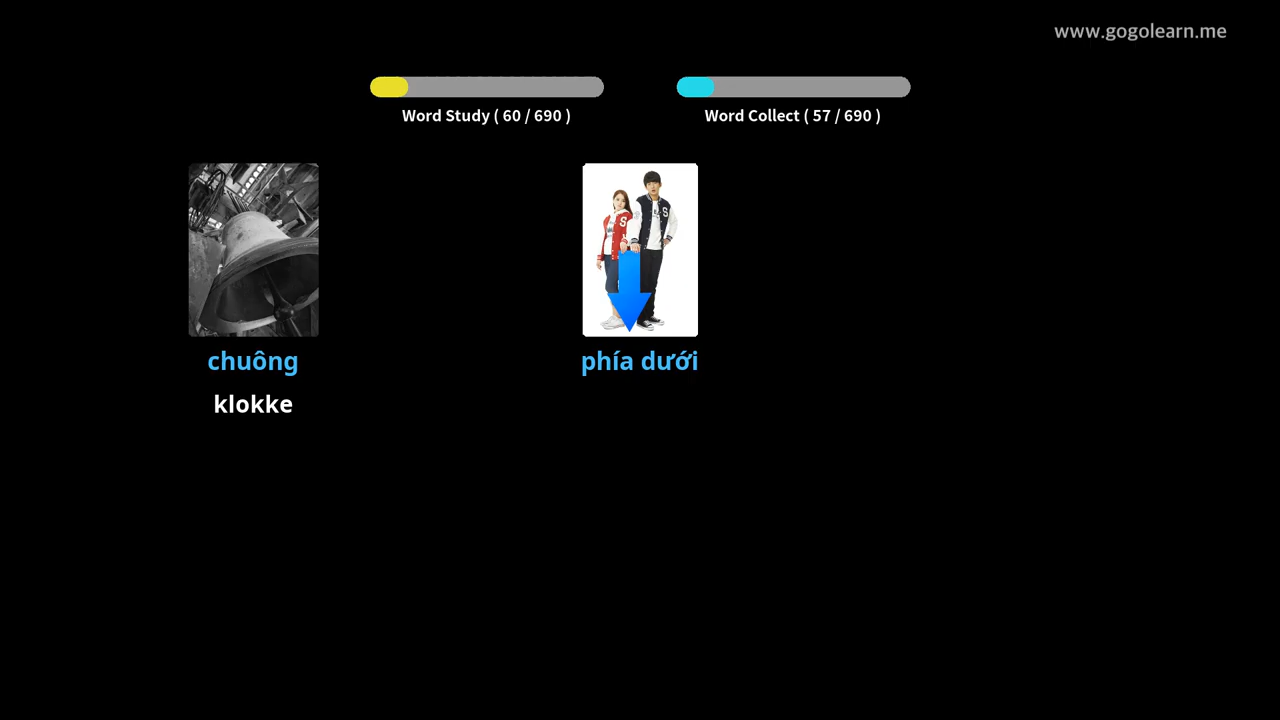 www.gogolearn.me
Word Study ( 60 / 690 )
Word Collect ( 57 / 690 )
chuông
klokke
phía dưới
S
S